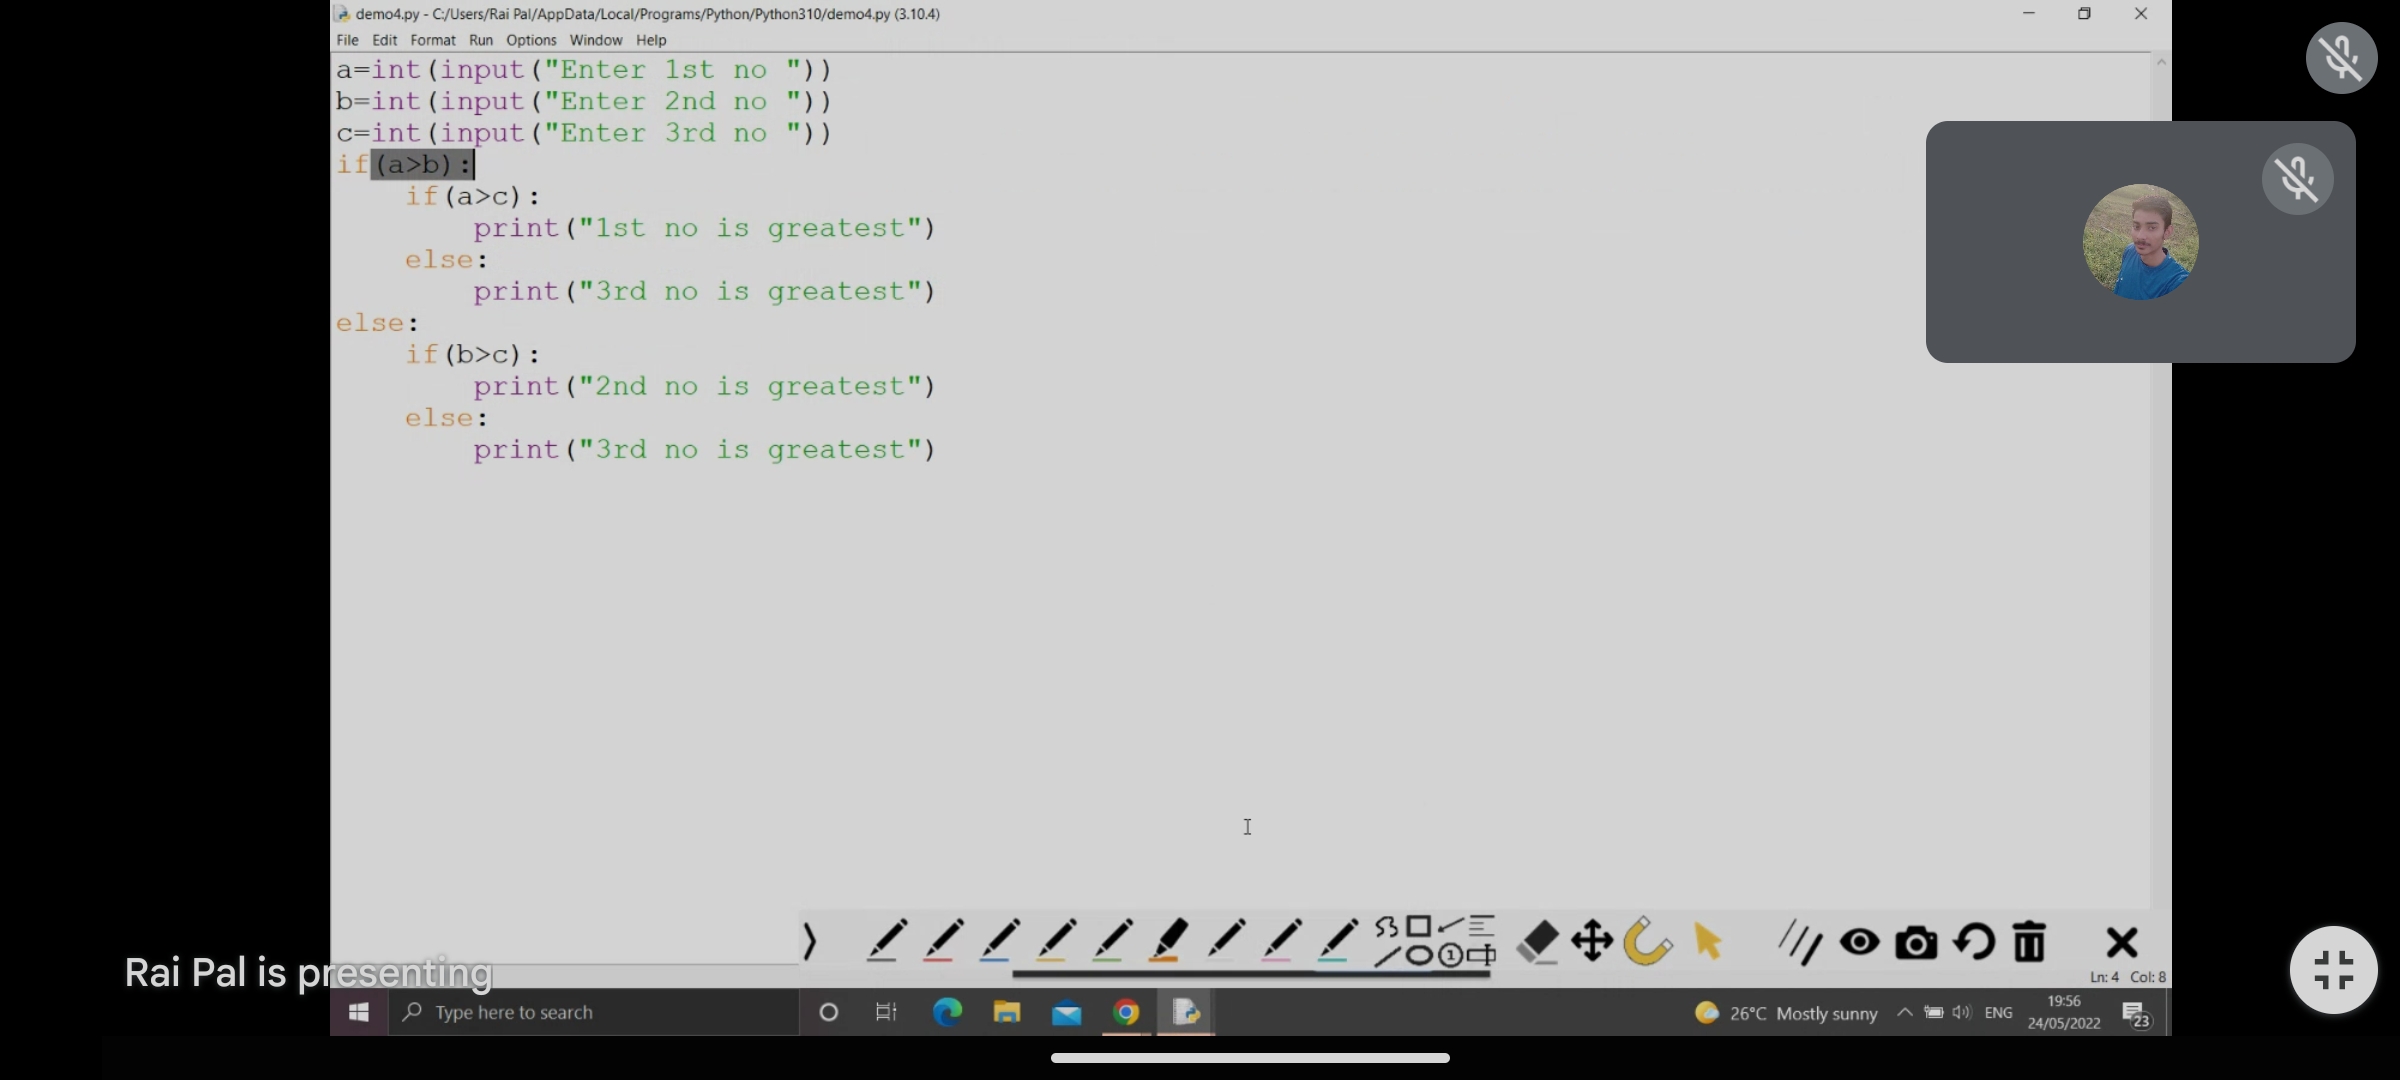 demo4.py - C:/Users/Rai Pal/AppData/Local/Programs/Python/Python310/demo4.py (3.10.4)
File Edit Format Run Options Window Help
a=int(input("Enter 1st no "))
b=int(input("Enter 2nd no "))
c=int(input("Enter 3rd no "))
if(a>b):
    if(a>c):
        print("1st no is greatest")
    else:
        print("3rd no is greatest")
else:
    if(b>c):
        print("2nd no is greatest")
    else:
        print("3rd no is greatest")
Rai Pal is presenting
Ln: 4 Col: 8
Type here to search
26°C Mostly sunny
ENG
19:56
24/05/2022
23